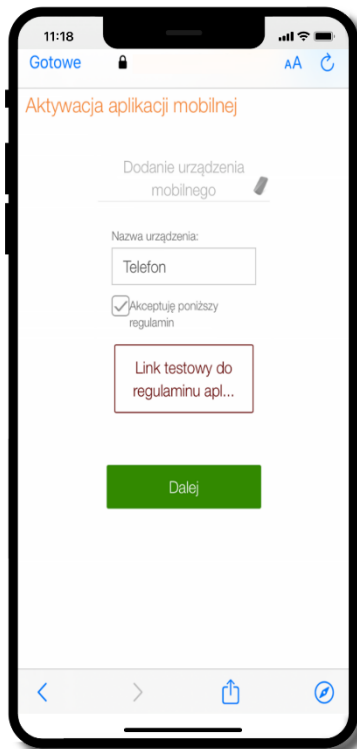 11:18
Gotowe
AA
Aktywacja aplikacji mobilnej
Dodanie urządzenia
mobilnego
Nazwa urządzenia:
Telefon
Akceptuję poniższy
regulamin
Link testowy do
regulaminu apl...
Dalej